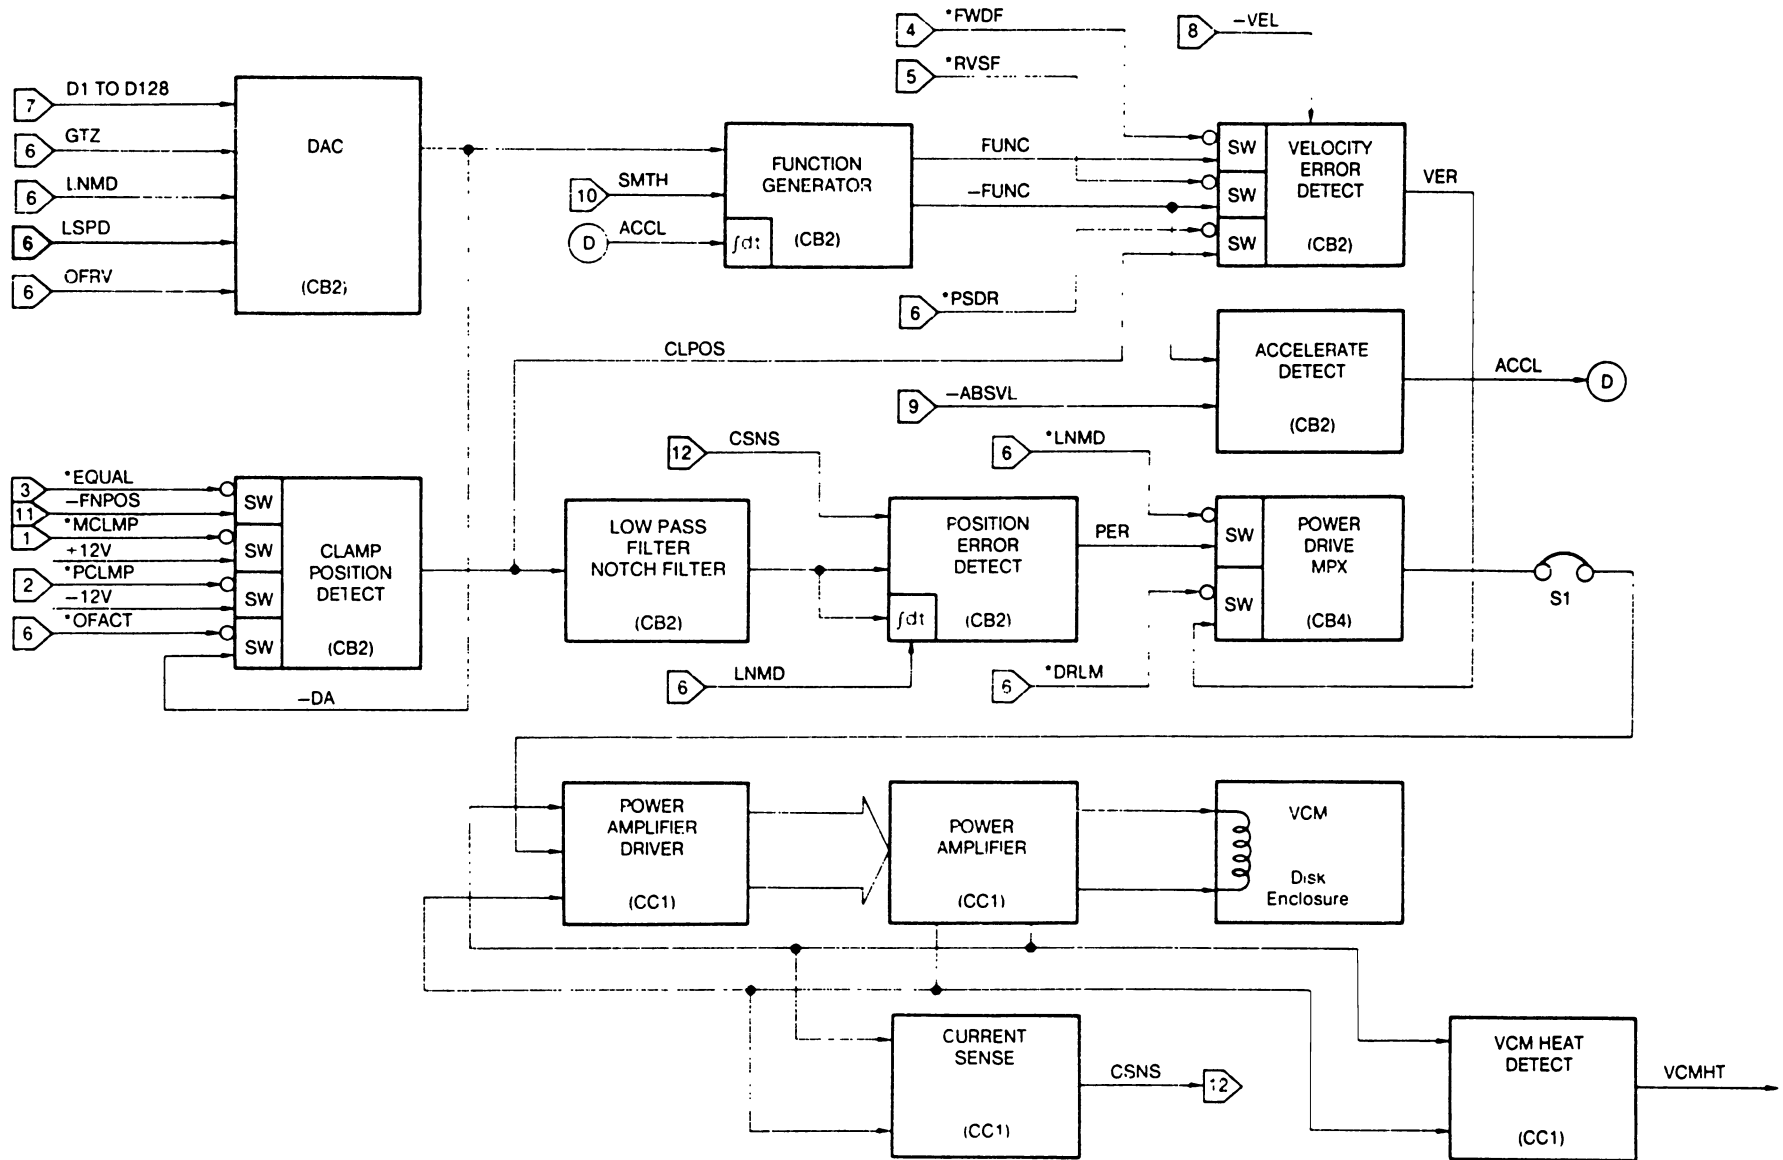 4 *FWDF
8 −VEL
5 *RVSF
7 D1 TO D128
6 GTZ
6 LNMD
6 LSPD
6 OFRV
DAC
(CB2)
10 SMTH
D ACCL
FUNCTION
GENERATOR
∫dt
(CB2)
FUNC
−FUNC
SW
SW
SW
VELOCITY
ERROR
DETECT
(CB2)
VER
6 *PSDR
CLPOS
9 −ABSVL
ACCELERATE
DETECT
(CB2)
ACCL
D
3 *EQUAL
11 −FNPOS
1 *MCLMP
+12V
2 *PCLMP
−12V
6 *OFACT
SW
SW
SW
SW
CLAMP
POSITION
DETECT
(CB2)
−DA
LOW PASS
FILTER
NOTCH FILTER
(CB2)
12 CSNS
6 LNMD
POSITION
ERROR
DETECT
∫dt
(CB2)
PER
6 *LNMD
6 *DRLM
SW
SW
POWER
DRIVE
MPX
(CB4)
S1
POWER
AMPLIFIER
DRIVER
(CC1)
POWER
AMPLIFIER
(CC1)
VCM
Disk
Enclosure
CURRENT
SENSE
(CC1)
CSNS
12
VCM HEAT
DETECT
(CC1)
VCMHT